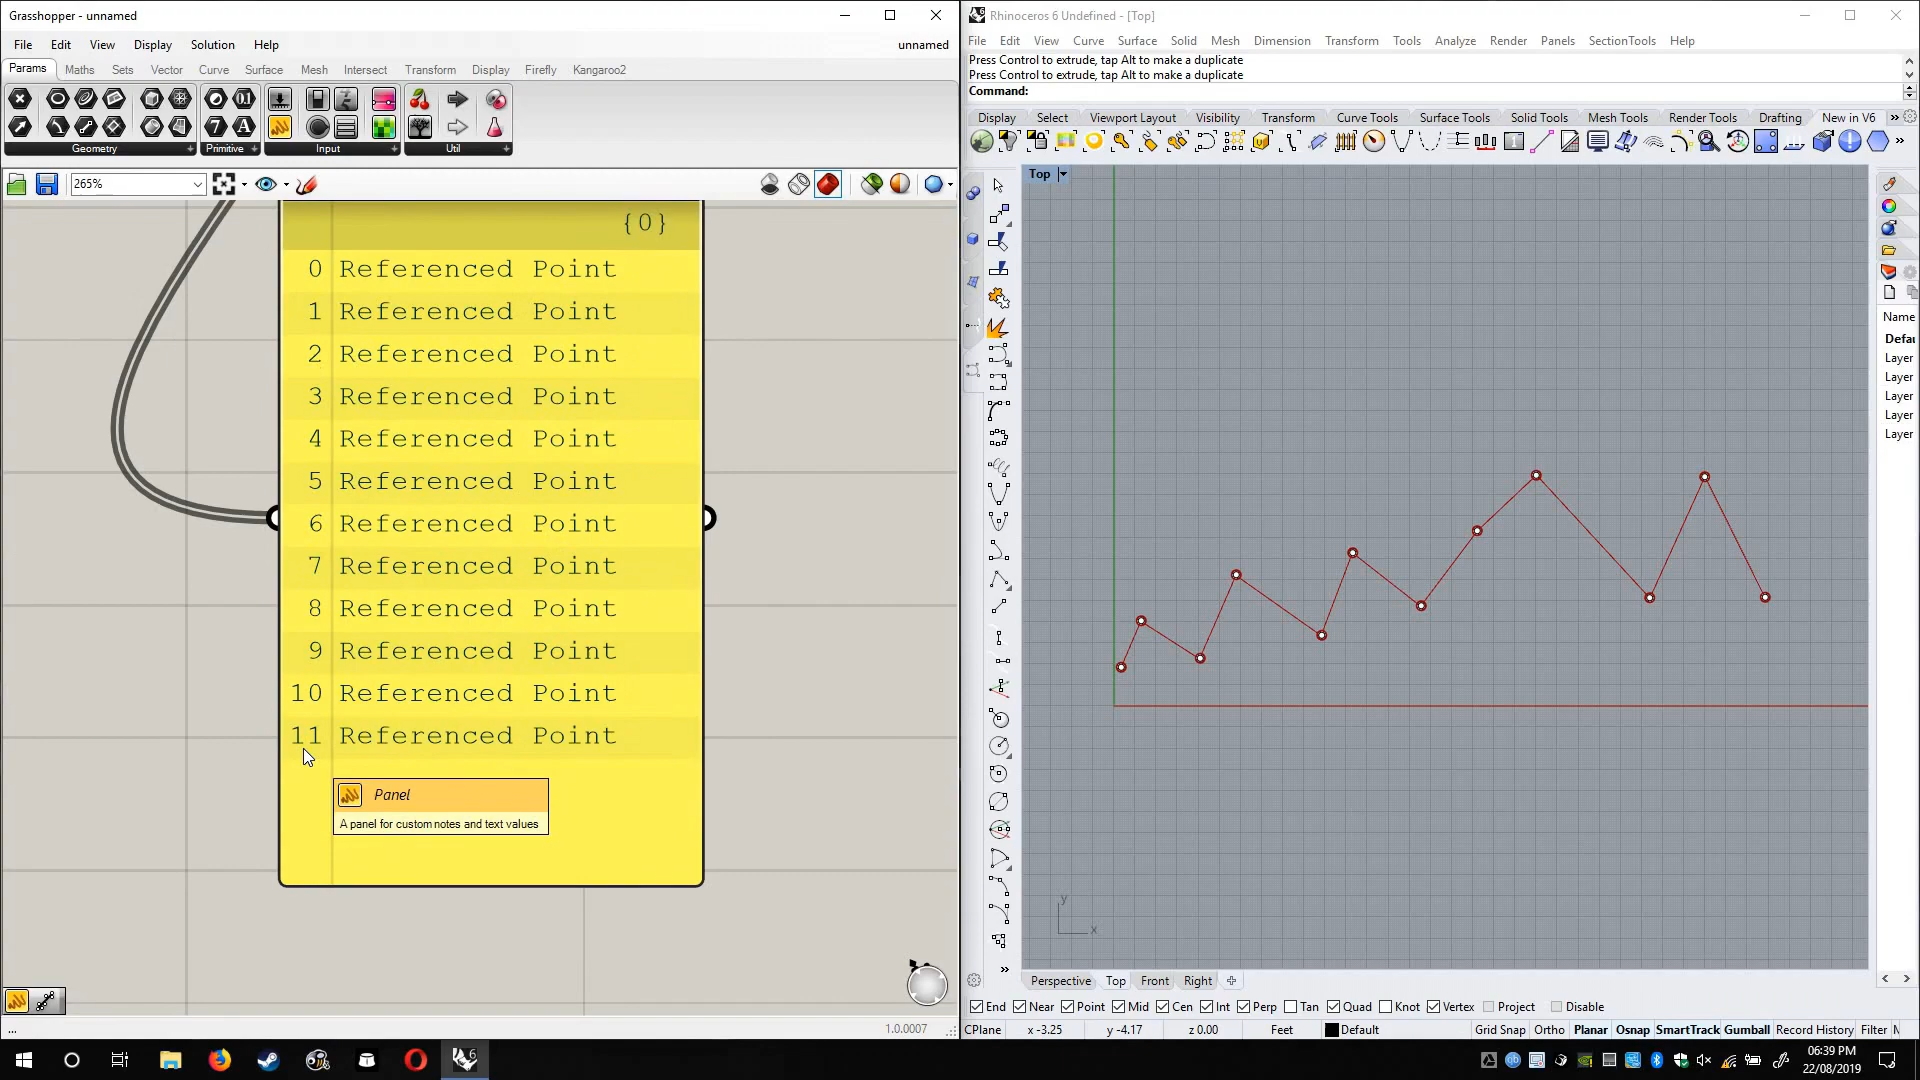 Grasshopper - unnamed
File Edit View Display Solution Help unnamed
Params Maths Sets Vector Curve Surface Mesh Intersect Transform Display Firefly Kangaroo2
Geometry Primitive Input Util
265%
{0}
0 Referenced Point
1 Referenced Point
2 Referenced Point
3 Referenced Point
4 Referenced Point
5 Referenced Point
6 Referenced Point
7 Referenced Point
8 Referenced Point
9 Referenced Point
10 Referenced Point
11 Referenced Point
Panel
A panel for custom notes and text values
...
1.0.0007
Rhinoceros 6 Undefined - [Top]
File Edit View Curve Surface Solid Mesh Dimension Transform Tools Analyze Render Panels SectionTools Help
Press Control to extrude, tap Alt to make a duplicate
Press Control to extrude, tap Alt to make a duplicate
Command:
Display Select Viewport Layout Visibility Transform Curve Tools Surface Tools Solid Tools Mesh Tools Render Tools Drafting New in V6
Top
Name
Defau
Layer
Layer
Layer
Layer
Layer
y
x
Perspective Top Front Right
End Near Point Mid Cen Int Perp Tan Quad Knot Vertex Project Disable
CPlane x -3.25 y -4.17 z 0.00 Feet Default Grid Snap Ortho Planar Osnap SmartTrack Gumball Record History Filter
06:39 PM
22/08/2019